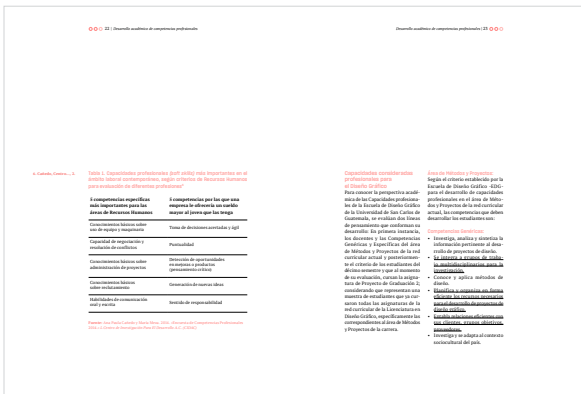 22 | Desarrollo académico de competencias profesionales
Desarrollo académico de competencias profesionales | 23
Tabla 1. Capacidades profesionales (soft skills) más importantes en el
ámbito laboral contemporáneo, según criterios de Recursos Humanos
para evaluación de diferentes profesiones
5 competencias específicas
más importantes para las
áreas de Recursos Humanos
5 competencias por las que una
empresa le ofrecería un sueldo
mayor al joven que las tenga
Conocimientos básicos sobre
uso de equipo y maquinaria
Toma de decisiones acertadas y ágil
Capacidad de negociación y
resolución de conflictos
Puntualidad
Conocimientos básicos sobre
administración de proyectos
Detección de oportunidades
en mejoras o productos
(pensamiento crítico)
Conocimientos básicos
sobre reclutamiento
Generación de nuevas ideas
Habilidades de comunicación
oral y escrita
Sentido de responsabilidad
Capacidades consideradas
profesionales para
el Diseño Gráfico
Para conocer la perspectiva acadé-
mica de las Capacidades profesiona-
les de la Escuela de Diseño Gráfico
de la Universidad de San Carlos de
Guatemala, se evalúan dos líneas
de pensamiento que conforman su
desarrollo: En primera instancia,
los docentes y las Competencias
Genéricas y Específicas del área
de Métodos y Proyectos de la red
curricular actual y posteriormen-
te el criterio de los estudiantes del
décimo semestre y que al momento
de su evaluación, cursan la asigna-
tura de Proyecto de Graduación 2;
considerando que representan una
muestra de estudiantes que ya cur-
saron todas las asignaturas de la
red curricular de la Licenciatura en
Diseño Gráfico, específicamente las
correspondientes al área de Métodos
y Proyectos de la carrera.
Área de Métodos y Proyectos:
Según el criterio establecido por la
Escuela de Diseño Gráfico -EDG-
para el desarrollo de capacidades
profesionales en el área de Méto-
dos y Proyectos de la red curricular
actual, las competencias que deben
desarrollar los estudiantes son:
Competencias Genéricas:
• Investiga, analiza y sintetiza la
información pertinente al desa-
rrollo de proyectos de diseño.
• Se integra a grupos de traba-
jo multidisciplinarios para la
investigación.
• Conoce y aplica métodos de
diseño.
• Planifica y organiza en forma
eficiente los recursos necesarios
para el desarrollo de proyectos de
diseño gráfico.
• Establece relaciones eficientes con
sus clientes, grupos objetivos,
proveedores.
• Investiga y se adapta al contexto
sociocultural del país.